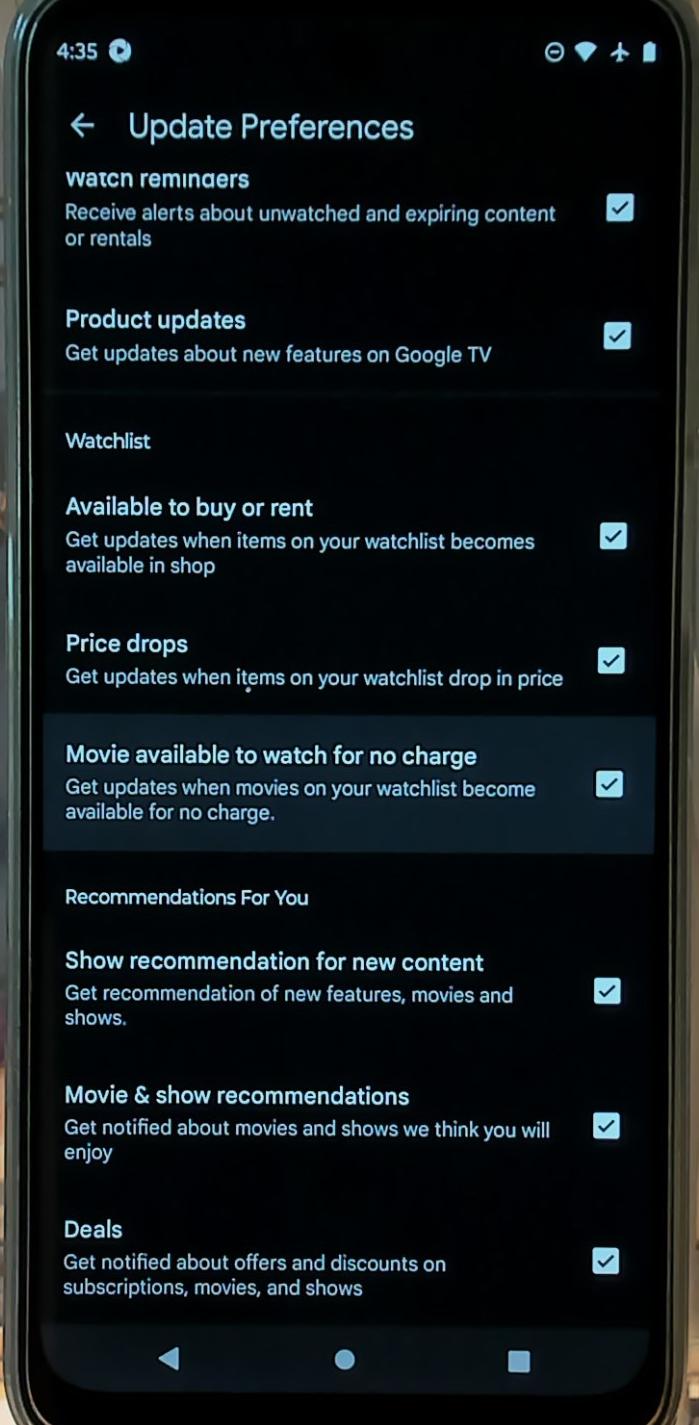 4:35
Update Preferences
Watch reminders
Receive alerts about unwatched and expiring content
or rentals
Product updates
Get updates about new features on Google TV
Watchlist
Available to buy or rent
Get updates when items on your watchlist becomes
available in shop
Price drops
Get updates when items on your watchlist drop in price
Movie available to watch for no charge
Get updates when movies on your watchlist become
available for no charge.
Recommendations For You
Show recommendation for new content
Get recommendation of new features, movies and
shows.
Movie & show recommendations
Get notified about movies and shows we think you will
enjoy
Deals
Get notified about offers and discounts on
subscriptions, movies, and shows